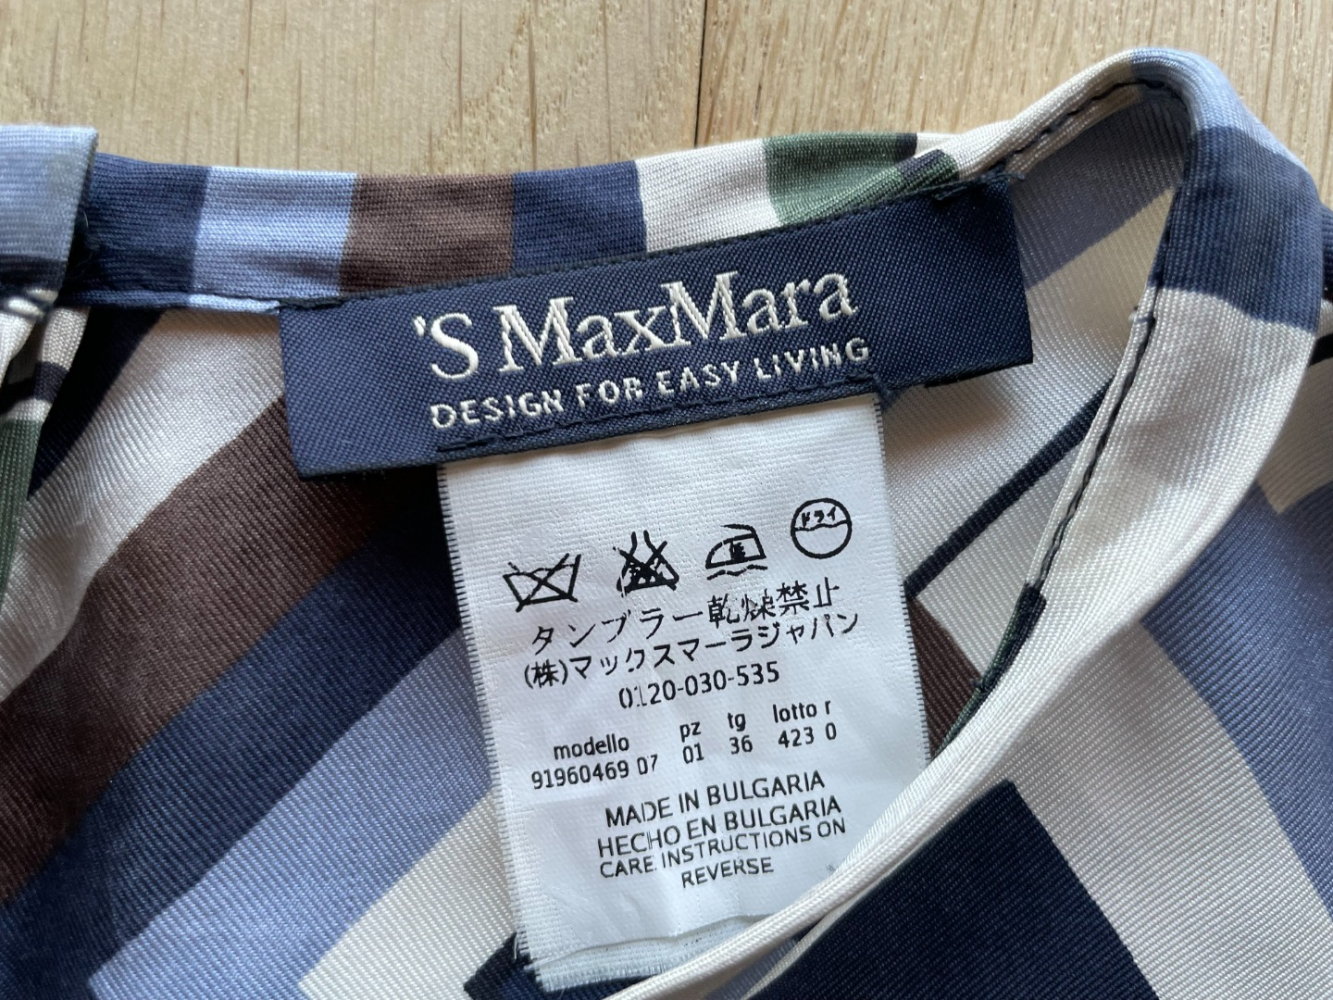 'S MaxMara
DESIGN FOR EASY LIVING
ドライ
低
タンブラー乾燥禁止
(株)マックスマーラジャパン
0120-030-535
modello pz tg lotto r
91960469 07 01 36 423 0
MADE IN BULGARIA
HECHO EN BULGARIA
CARE INSTRUCTIONS ON
REVERSE